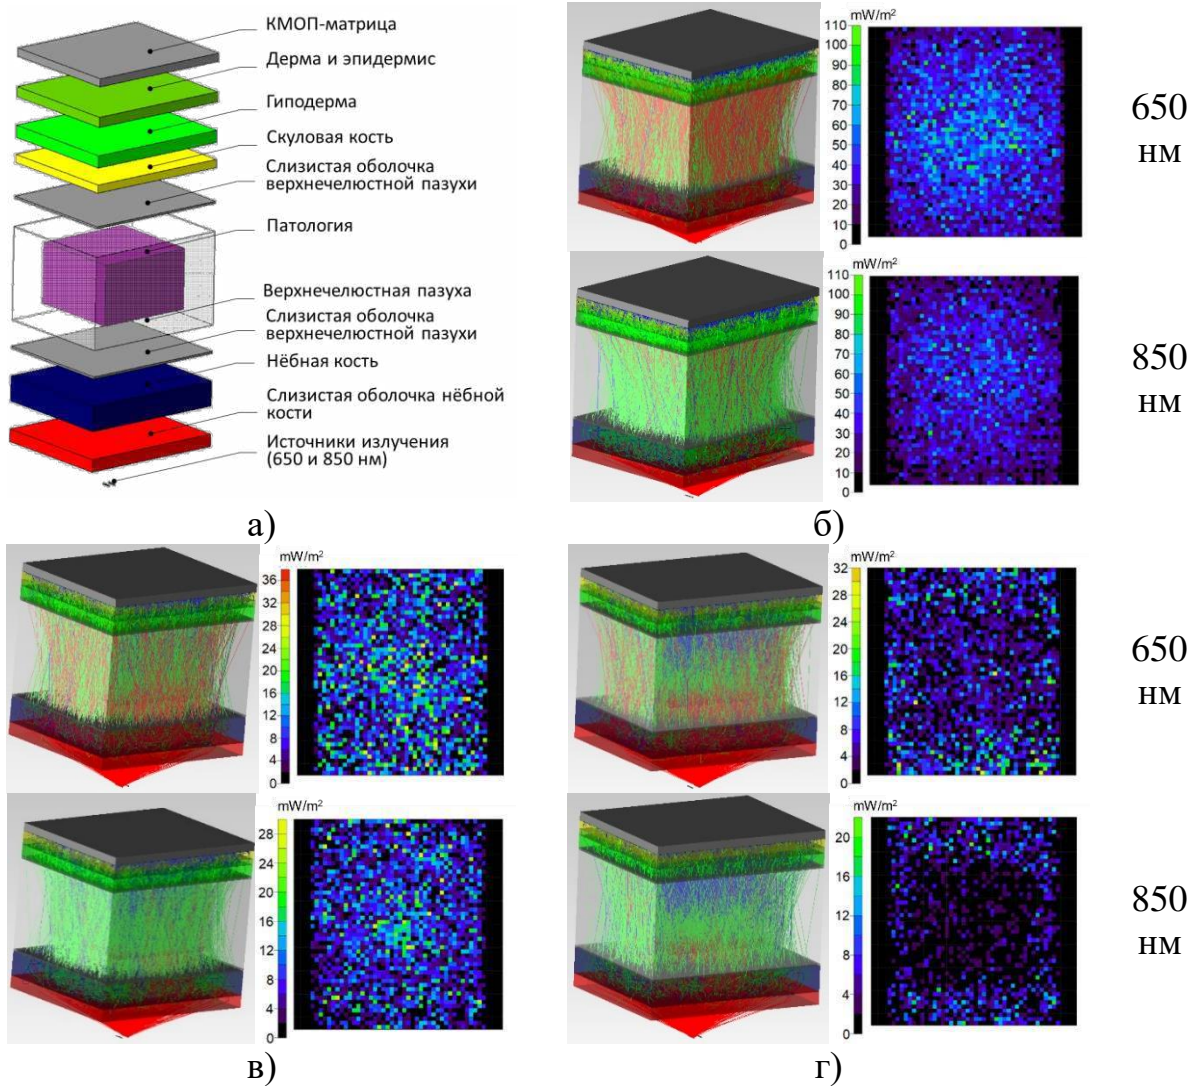 КМОП-матрица
Дерма и эпидермис
Гиподерма
Скуловая кость
Слизистая оболочка
верхнечелюстной пазухи
Патология
Верхнечелюстная пазуха
Слизистая оболочка
верхнечелюстной пазухи
Нёбная кость
Слизистая оболочка нёбной
кости
Источники излучения
(650 и 850 нм)
а)
mW/m²
110
100
90
80
70
60
50
40
30
20
10
0
650
нм
mW/m²
110
100
90
80
70
60
50
40
30
20
10
0
850
нм
б)
mW/m²
36
32
28
24
20
16
12
8
4
0
mW/m²
28
24
20
16
12
8
4
0
в)
mW/m²
32
28
24
20
16
12
8
4
0
650
нм
mW/m²
20
16
12
8
4
0
850
нм
г)